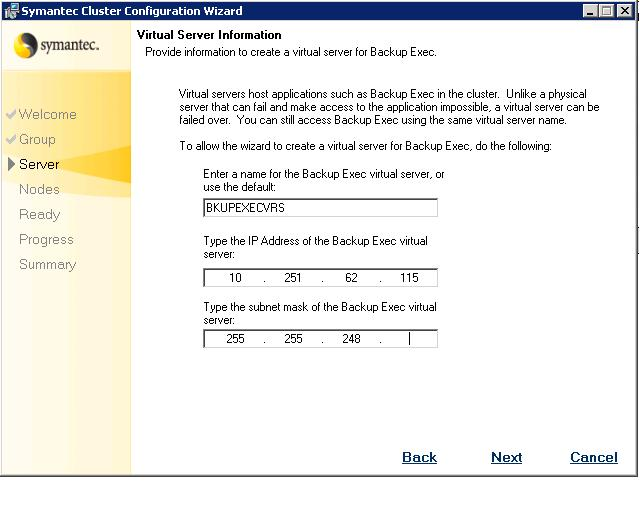 Symantec Cluster Configuration Wizard
symantec.
Welcome
Group
Server
Nodes
Ready
Progress
Summary
Virtual Server Information
Provide information to create a virtual server for Backup Exec.
Virtual servers host applications such as Backup Exec in the cluster. Unlike a physical
server that can fail and make access to the application impossible, a virtual server can be
failed over. You can still access Backup Exec using the same virtual server name.
To allow the wizard to create a virtual server for Backup Exec, do the following:
Enter a name for the Backup Exec virtual server, or
use the default:
BKUPEXECVRS
Type the IP Address of the Backup Exec virtual
server:
10 . 251 . 62 . 115
Type the subnet mask of the Backup Exec virtual
server:
255 . 255 . 248 .
Back Next Cancel